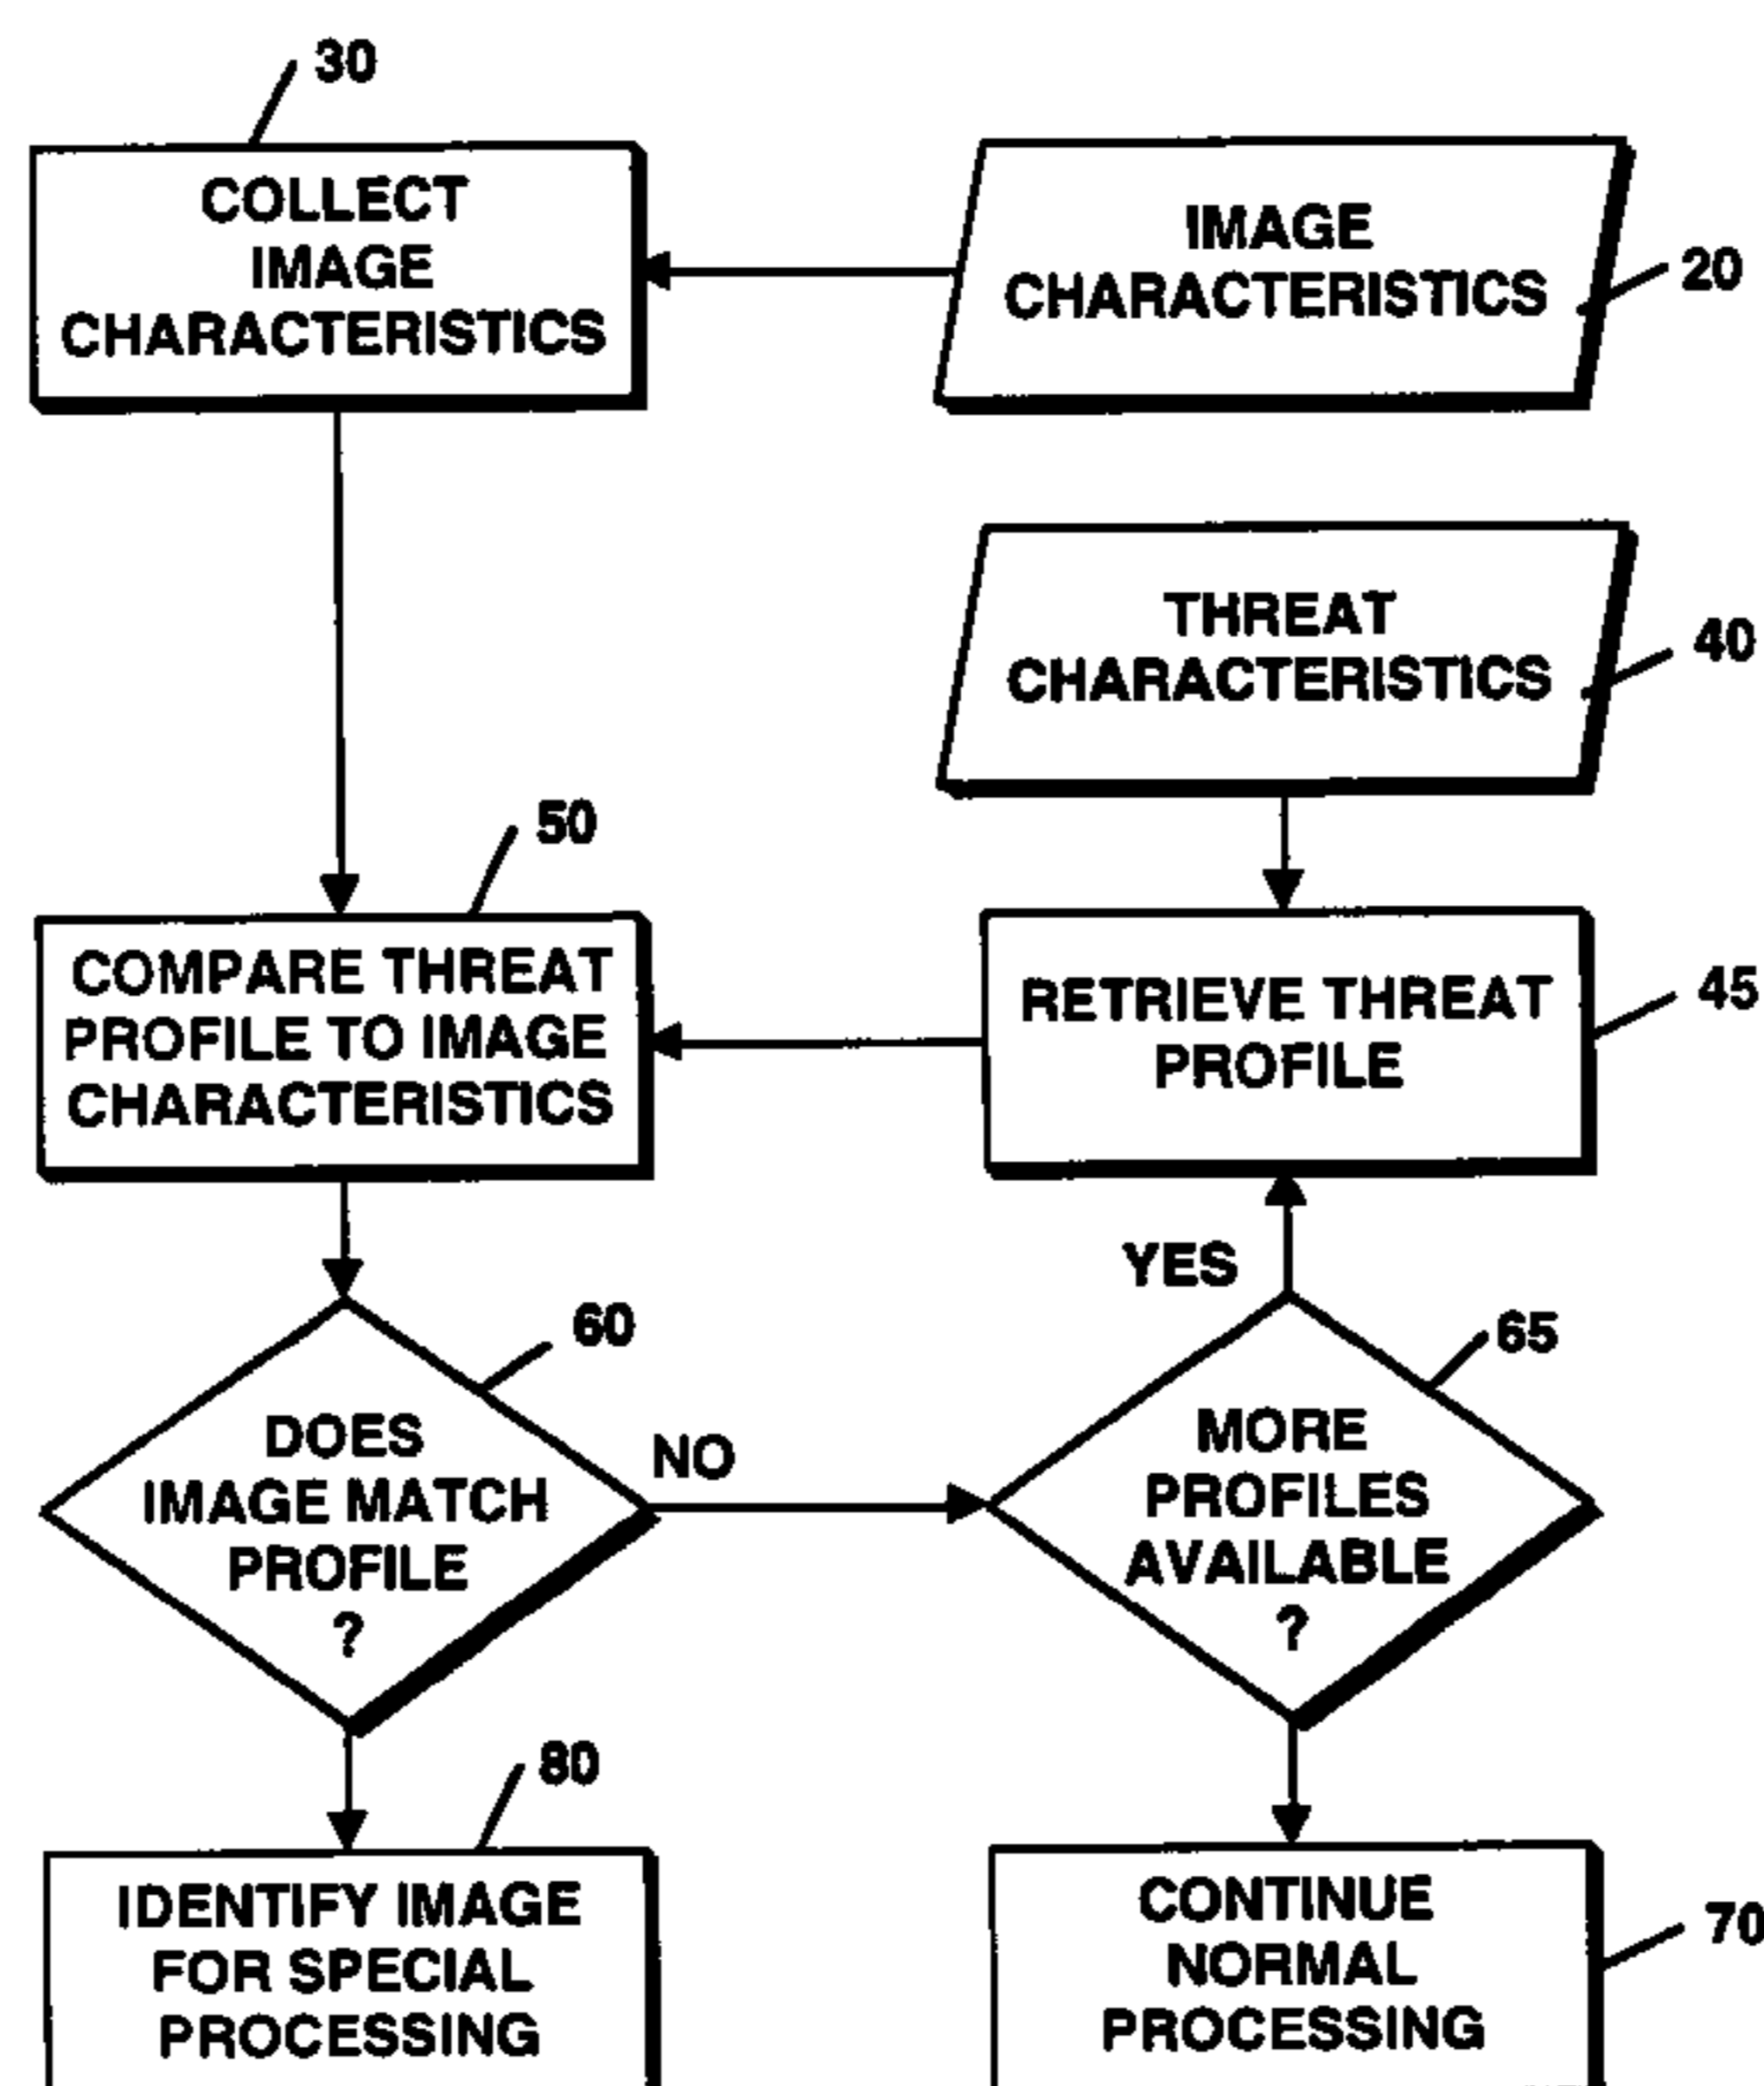 30
COLLECT
IMAGE
CHARACTERISTICS
IMAGE
CHARACTERISTICS
20
THREAT
CHARACTERISTICS
40
50
COMPARE THREAT
PROFILE TO IMAGE
CHARACTERISTICS
RETRIEVE THREAT
PROFILE
45
YES
60
DOES
IMAGE MATCH
PROFILE
?
NO
65
MORE
PROFILES
AVAILABLE
?
80
IDENTIFY IMAGE
FOR SPECIAL
PROCESSING
CONTINUE
NORMAL
PROCESSING
70